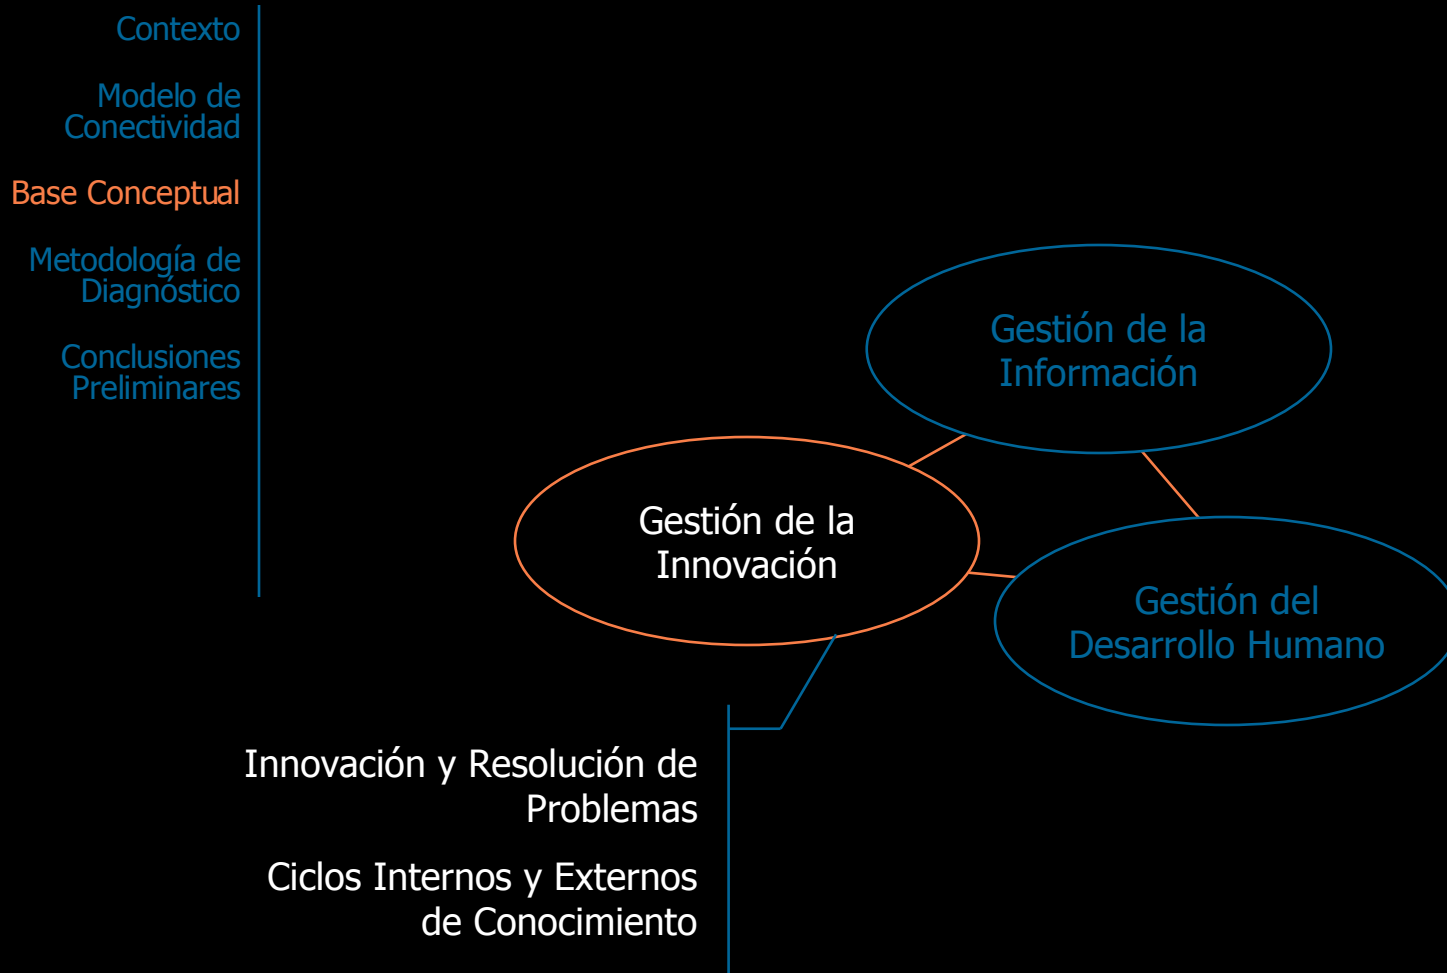 Contexto
Modelo de
Conectividad
Base Conceptual
Metodología de
Diagnóstico
Conclusiones
Preliminares
Gestión de la
Información
Gestión de la
Innovación
Gestión del
Desarrollo Humano
Innovación y Resolución de
Problemas
Ciclos Internos y Externos
de Conocimiento